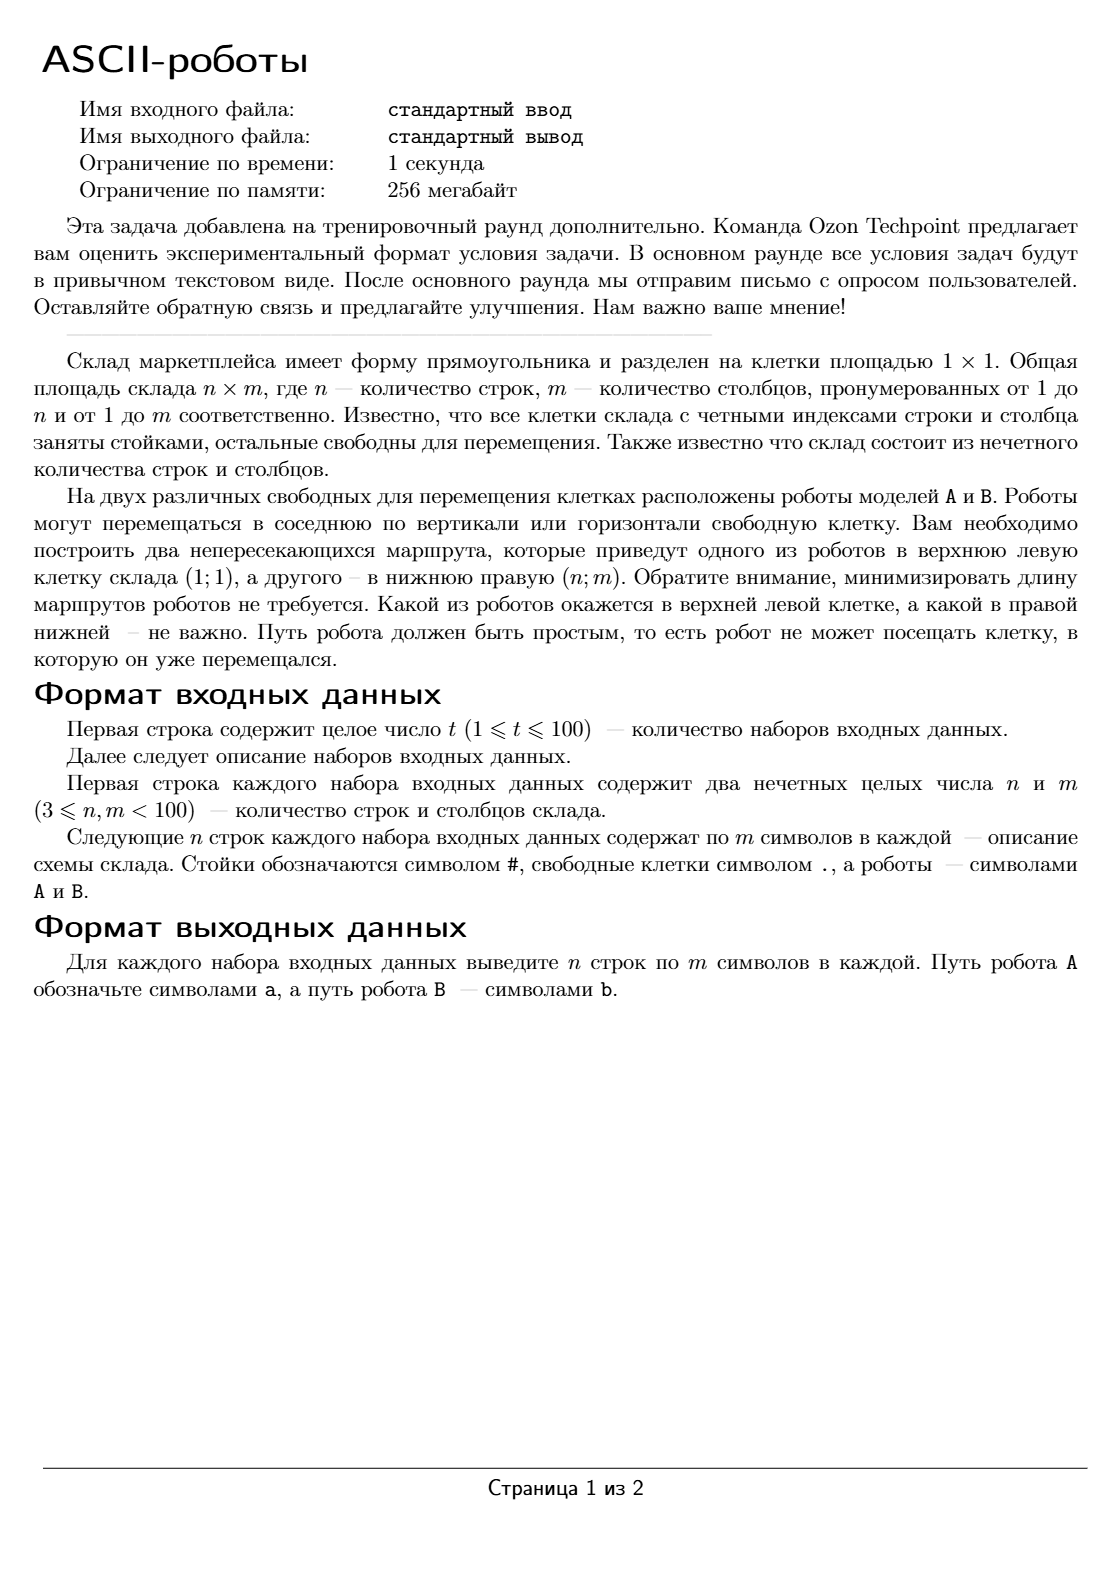 ASCII-роботы
Имя входного файла: стандартный ввод
Имя выходного файла: стандартный вывод
Ограничение по времени: 1 секунда
Ограничение по памяти: 256 мегабайт
Эта задача добавлена на тренировочный раунд дополнительно. Команда Ozon Techpoint предлагает
вам оценить экспериментальный формат условия задачи. В основном раунде все условия задач будут
в привычном текстовом виде. После основного раунда мы отправим письмо с опросом пользователей.
Оставляйте обратную связь и предлагайте улучшения. Нам важно ваше мнение!
Склад маркетплейса имеет форму прямоугольника и разделен на клетки площадью 1 × 1. Общая
площадь склада n × m, где n — количество строк, m — количество столбцов, пронумерованных от 1 до
n и от 1 до m соответственно. Известно, что все клетки склада с четными индексами строки и столбца
заняты стойками, остальные свободны для перемещения. Также известно что склад состоит из нечетного
количества строк и столбцов.
На двух различных свободных для перемещения клетках расположены роботы моделей A и B. Роботы
могут перемещаться в соседнюю по вертикали или горизонтали свободную клетку. Вам необходимо
построить два непересекающихся маршрута, которые приведут одного из роботов в верхнюю левую
клетку склада (1; 1), а другого – в нижнюю правую (n; m). Обратите внимание, минимизировать длину
маршрутов роботов не требуется. Какой из роботов окажется в верхней левой клетке, а какой в правой
нижней – не важно. Путь робота должен быть простым, то есть робот не может посещать клетку, в
которую он уже перемещался.
Формат входных данных
Первая строка содержит целое число t (1 ⩽ t ⩽ 100) — количество наборов входных данных.
Далее следует описание наборов входных данных.
Первая строка каждого набора входных данных содержит два нечетных целых числа n и m
(3 ⩽ n, m < 100) — количество строк и столбцов склада.
Следующие n строк каждого набора входных данных содержат по m символов в каждой — описание
схемы склада. Стойки обозначаются символом #, свободные клетки символом ., а роботы — символами
A и B.
Формат выходных данных
Для каждого набора входных данных выведите n строк по m символов в каждой. Путь робота A
обозначьте символами a, а путь робота B — символами b.
Страница 1 из 2